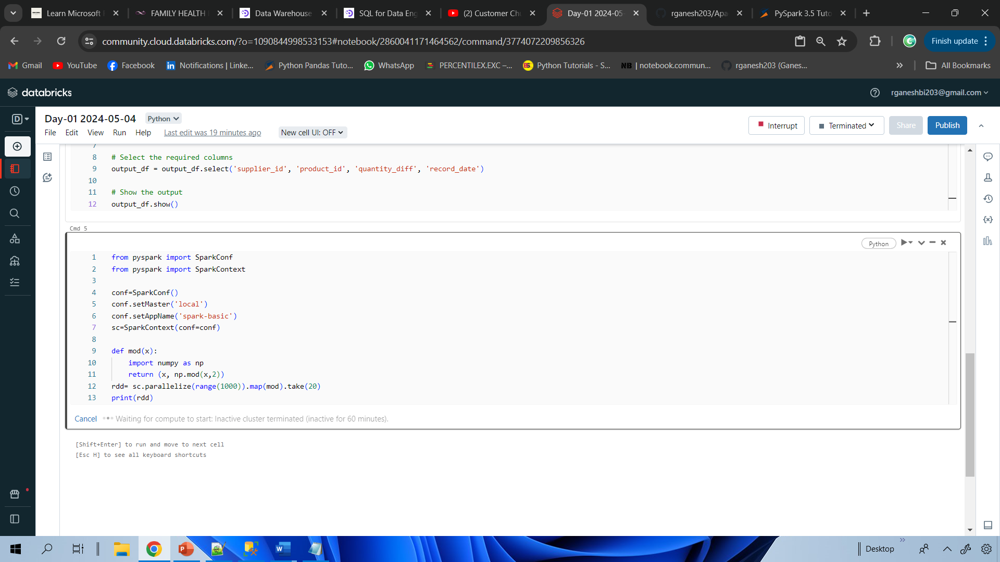 Learn Microsoft
FAMILY HEALTH
Data Warehouse
SQL for Data Eng
(2) Customer Chu
Day-01 2024-05-
rganesh203/Apa
PySpark 3.5 Tuto
community.cloud.databricks.com/?o=1090844998533153#notebook/2860041171464562/command/3774072209856326
Finish update
Gmail
YouTube
Facebook
Notifications | Linke...
Python Pandas Tuto...
WhatsApp
PERCENTILEX.EXC –...
Python Tutorials - S...
NB | notebook.commun...
rganesh203 (Ganes...
All Bookmarks
databricks
rganeshbi203@gmail.com
D
Day-01 2024-05-04
Python
File Edit View Run Help
Last edit was 19 minutes ago
New cell UI: OFF
Interrupt
Terminated
Share
Publish
7
8 # Select the required columns
9 output_df = output_df.select('supplier_id', 'product_id', 'quantity_diff', 'record_date')
10
11 # Show the output
12 output_df.show()
Cmd 5
Python
1 from pyspark import SparkConf
2 from pyspark import SparkContext
3
4 conf=SparkConf()
5 conf.setMaster('local')
6 conf.setAppName('spark-basic')
7 sc=SparkContext(conf=conf)
8
9 def mod(x):
10 import numpy as np
11 return (x, np.mod(x,2))
12 rdd= sc.parallelize(range(1000)).map(mod).take(20)
13 print(rdd)
Cancel
Waiting for compute to start: Inactive cluster terminated (inactive for 60 minutes).
[Shift+Enter] to run and move to next cell
[Esc H] to see all keyboard shortcuts
Desktop